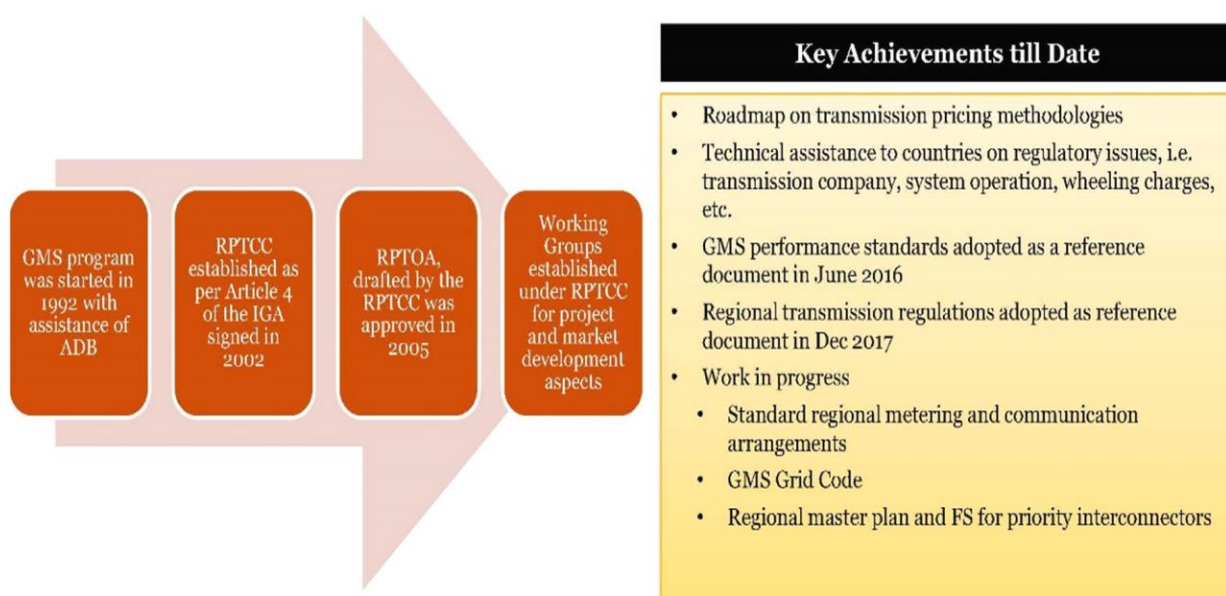 GMS program
was started in
1992 with
assistance of
ADB
RPTCC
established as
per Article 4
of the IGA
signed in
2002
RPTOA,
drafted by the
RPTCC was
approved in
2005
Working
Groups
established
under RPTCC
for project
and market
development
aspects
Key Achievements till Date
• Roadmap on transmission pricing methodologies
• Technical assistance to countries on regulatory issues, i.e.
transmission company, system operation, wheeling charges,
etc.
• GMS performance standards adopted as a reference
document in June 2016
• Regional transmission regulations adopted as reference
document in Dec 2017
• Work in progress
• Standard regional metering and communication
arrangements
• GMS Grid Code
• Regional master plan and FS for priority interconnectors